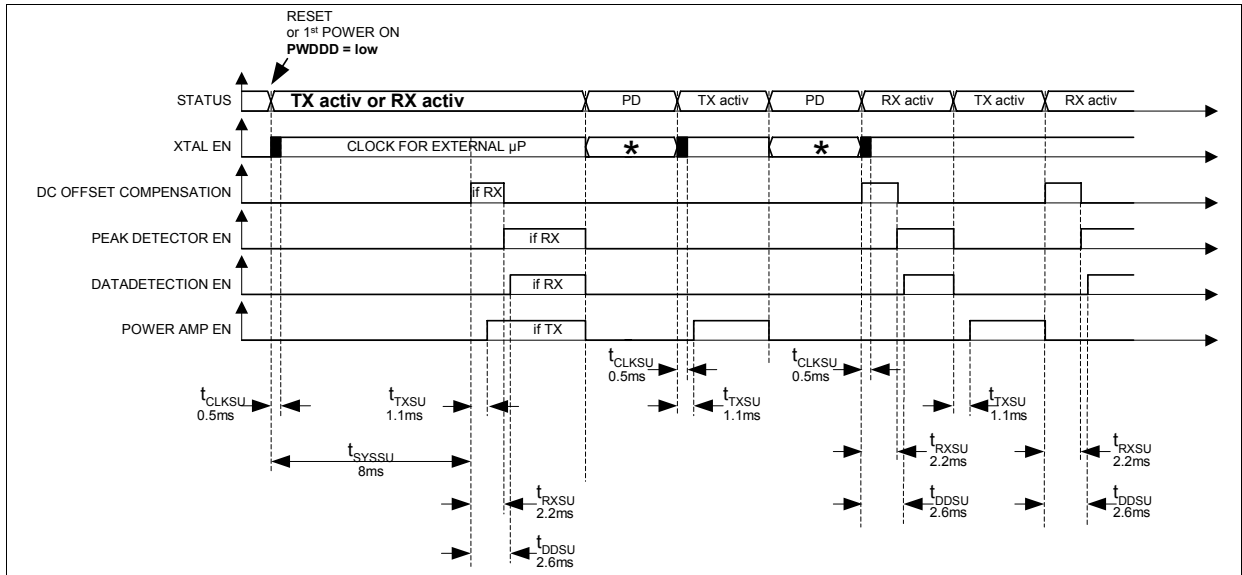 RESET
or 1st POWER ON
PWDDD = low
STATUS
TX activ or RX activ
PD
TX activ
PD
RX activ
TX activ
RX activ
XTAL EN
CLOCK FOR EXTERNAL µP
*
*
DC OFFSET COMPENSATION
if RX
PEAK DETECTOR EN
if RX
DATADETECTION EN
if RX
POWER AMP EN
if TX
tCLKSU
0.5ms
tCLKSU
0.5ms
tCLKSU
0.5ms
tTXSU
1.1ms
tTXSU
1.1ms
tTXSU
1.1ms
tSYSSU
8ms
tRXSU
2.2ms
tRXSU
2.2ms
tRXSU
2.2ms
tDDSU
2.6ms
tDDSU
2.6ms
tDDSU
2.6ms